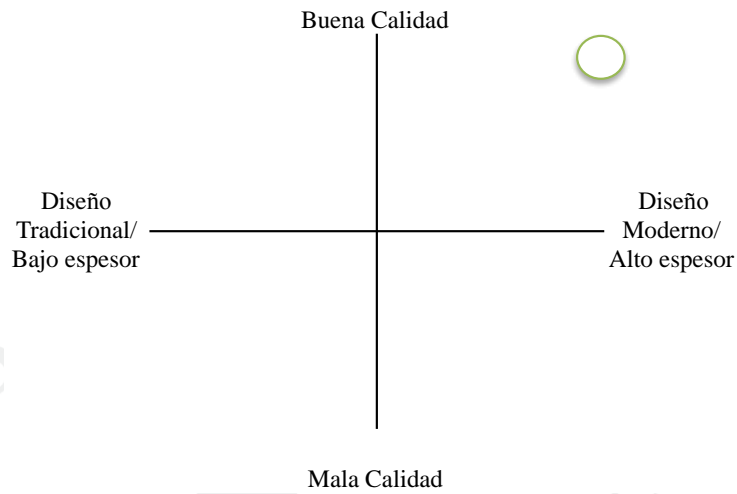 Buena Calidad
Diseño
Tradicional/
Bajo espesor
Diseño
Moderno/
Alto espesor
Mala Calidad